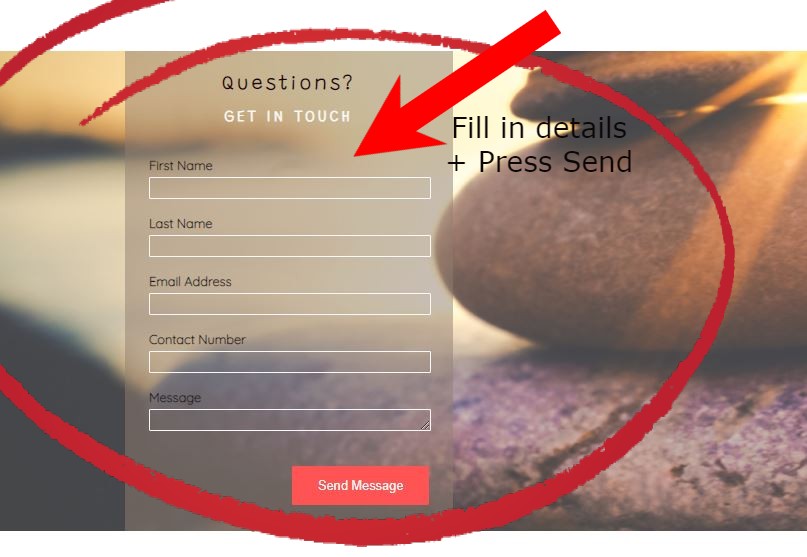 Questions?
GET IN TOUCH
Fill in details
+ Press Send
First Name
Last Name
Email Address
Contact Number
Message
Send Message